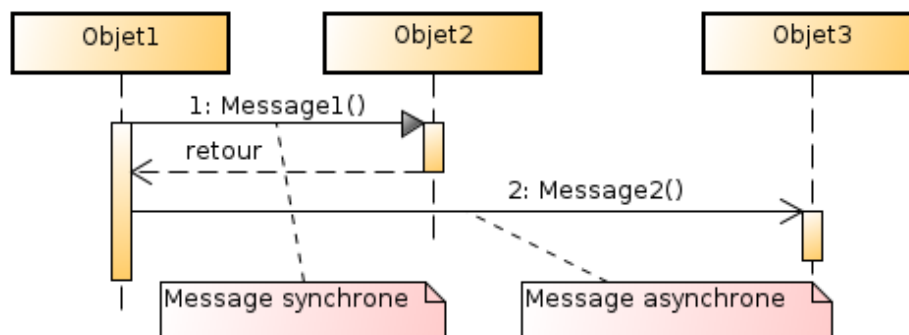 Objet1
Objet2
Objet3
1: Message1()
retour
2: Message2()
Message synchrone
Message asynchrone